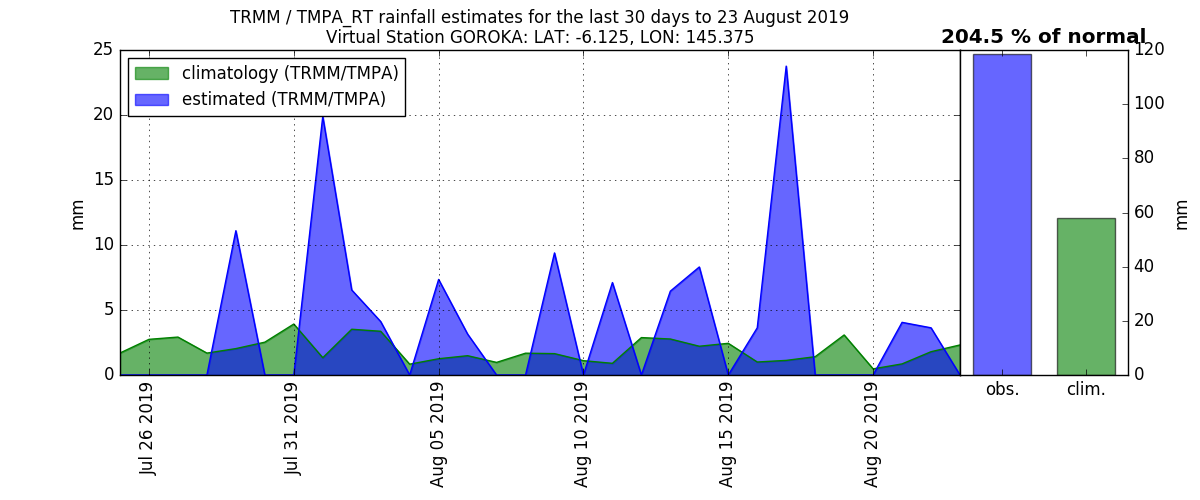 TRMM / TMPA_RT rainfall estimates for the last 30 days to 23 August 2019
Virtual Station GOROKA: LAT: -6.125, LON: 145.375
204.5 % of normal
climatology (TRMM/TMPA)
estimated (TRMM/TMPA)
25
20
15
10
5
0
mm
Jul 26 2019
Jul 31 2019
Aug 05 2019
Aug 10 2019
Aug 15 2019
Aug 20 2019
120
100
80
60
40
20
0
mm
obs.
clim.